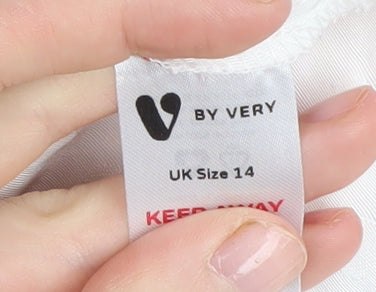 V BY VERY
UK Size 14
KEEP AWAY